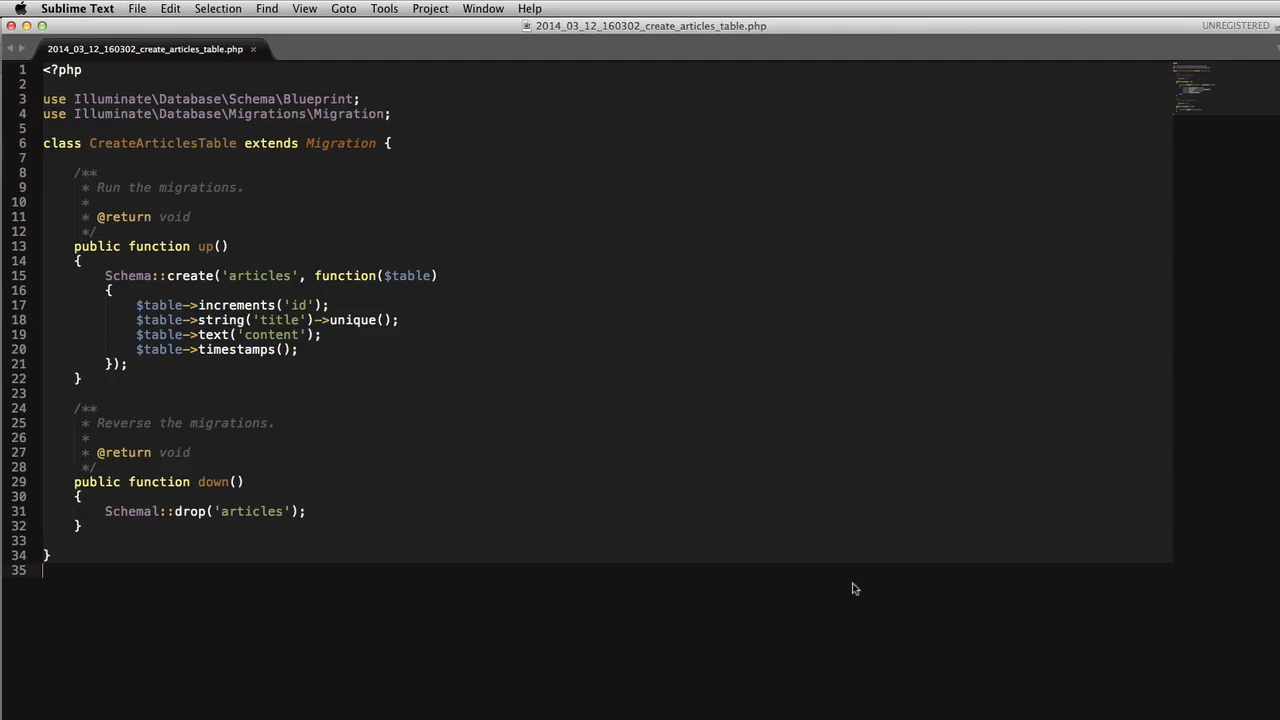 Sublime Text File Edit Selection Find View Goto Tools Project Window Help
2014_03_12_160302_create_articles_table.php UNREGISTERED
2014_03_12_160302_create_articles_table.php ×
1 <?php
2
3 use Illuminate\Database\Schema\Blueprint;
4 use Illuminate\Database\Migrations\Migration;
5
6 class CreateArticlesTable extends Migration {
7
8 /**
9 * Run the migrations.
10 *
11 * @return void
12 */
13 public function up()
14 {
15 Schema::create('articles', function($table)
16 {
17 $table->increments('id');
18 $table->string('title')->unique();
19 $table->text('content');
20 $table->timestamps();
21 });
22 }
23
24 /**
25 * Reverse the migrations.
26 *
27 * @return void
28 */
29 public function down()
30 {
31 Schemal::drop('articles');
32 }
33
34 }
35